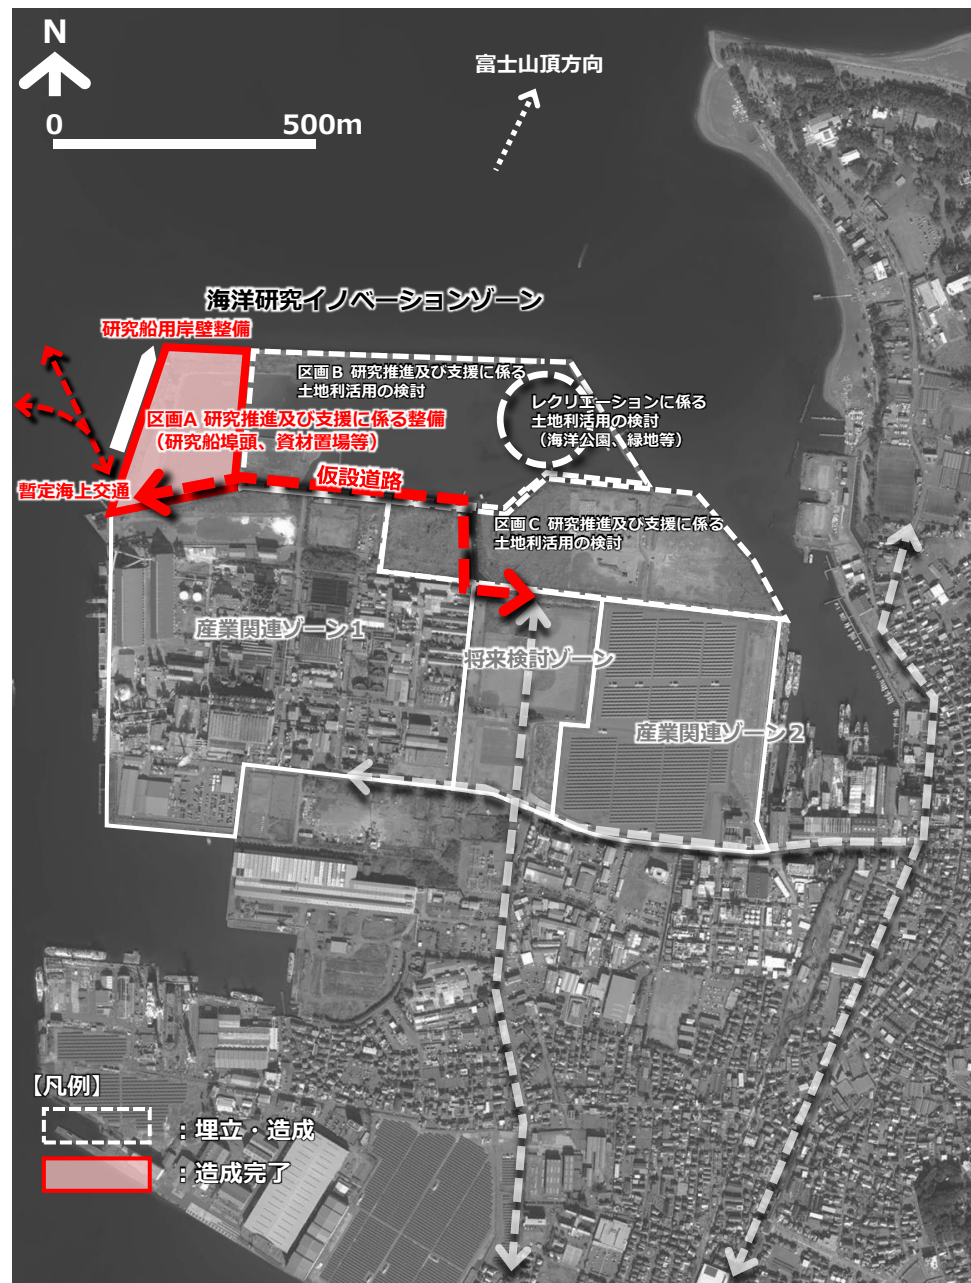 N
0 500m
富士山頂方向
海洋研究イノベーションゾーン
研究船用岸壁整備
区画B 研究推進及び支援に係る
土地利活用の検討
レクリエーションに係る
土地利活用の検討
（海洋公園、緑地等）
区画A 研究推進及び支援に係る整備
（研究船埠頭、資材置場等）
仮設道路
暫定海上交通
区画C 研究推進及び支援に係る
土地利活用の検討
産業関連ゾーン1
将来検討ゾーン
産業関連ゾーン2
【凡例】
：埋立・造成
：造成完了